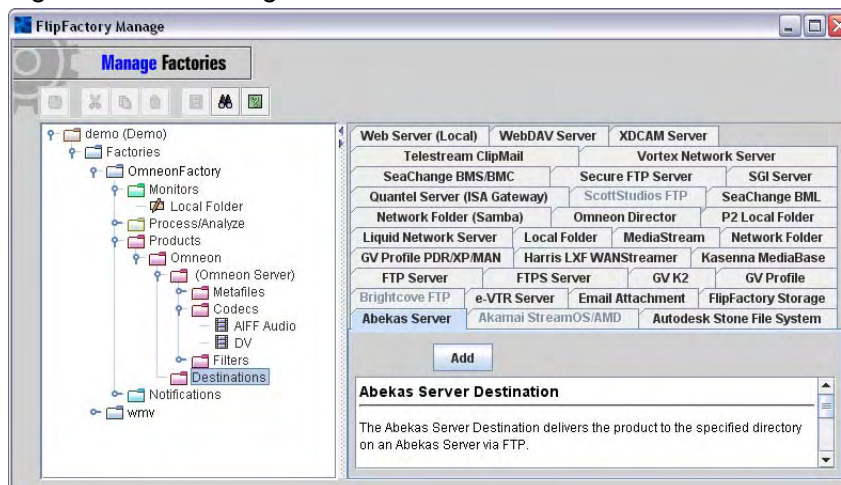 FlipFactory Manage
Manage Factories
demo (Demo)
Factories
OmneonFactory
Monitors
Local Folder
Process/Analyze
Products
Omneon
(Omneon Server)
Metafiles
Codecs
AIFF Audio
DV
Filters
Destinations
Notifications
wmv
Web Server (Local) WebDAV Server XDCAM Server
Telestream ClipMail Vortex Network Server
SeaChange BMS/BMC Secure FTP Server SGI Server
Quantel Server (ISA Gateway) ScottStudios FTP SeaChange BML
Network Folder (Samba) Omneon Director P2 Local Folder
Liquid Network Server Local Folder MediaStream Network Folder
GV Profile PDR/XP/MAN Harris LXF WANStreamer Kasenna MediaBase
FTP Server FTPS Server GV K2 GV Profile
Brightcove FTP e-VTR Server Email Attachment FlipFactory Storage
Abekas Server Akamai StreamOS/AMD Autodesk Stone File System
Add
Abekas Server Destination
The Abekas Server Destination delivers the product to the specified directory
on an Abekas Server via FTP.